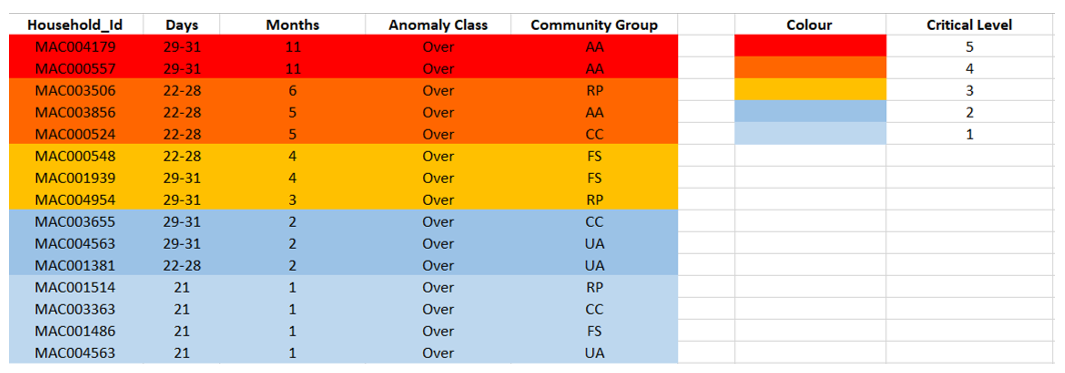 Household_Id Days Months Anomaly Class Community Group Colour Critical Level
MAC004179 29-31 11 Over AA 5
MAC000557 29-31 11 Over AA 4
MAC003506 22-28 6 Over RP 3
MAC003856 22-28 5 Over AA 2
MAC000524 22-28 5 Over CC 1
MAC000548 22-28 4 Over FS
MAC001939 29-31 4 Over FS
MAC004954 29-31 3 Over RP
MAC003655 29-31 2 Over CC
MAC004563 29-31 2 Over UA
MAC001381 22-28 2 Over UA
MAC001514 21 1 Over RP
MAC003363 21 1 Over CC
MAC001486 21 1 Over FS
MAC004563 21 1 Over UA